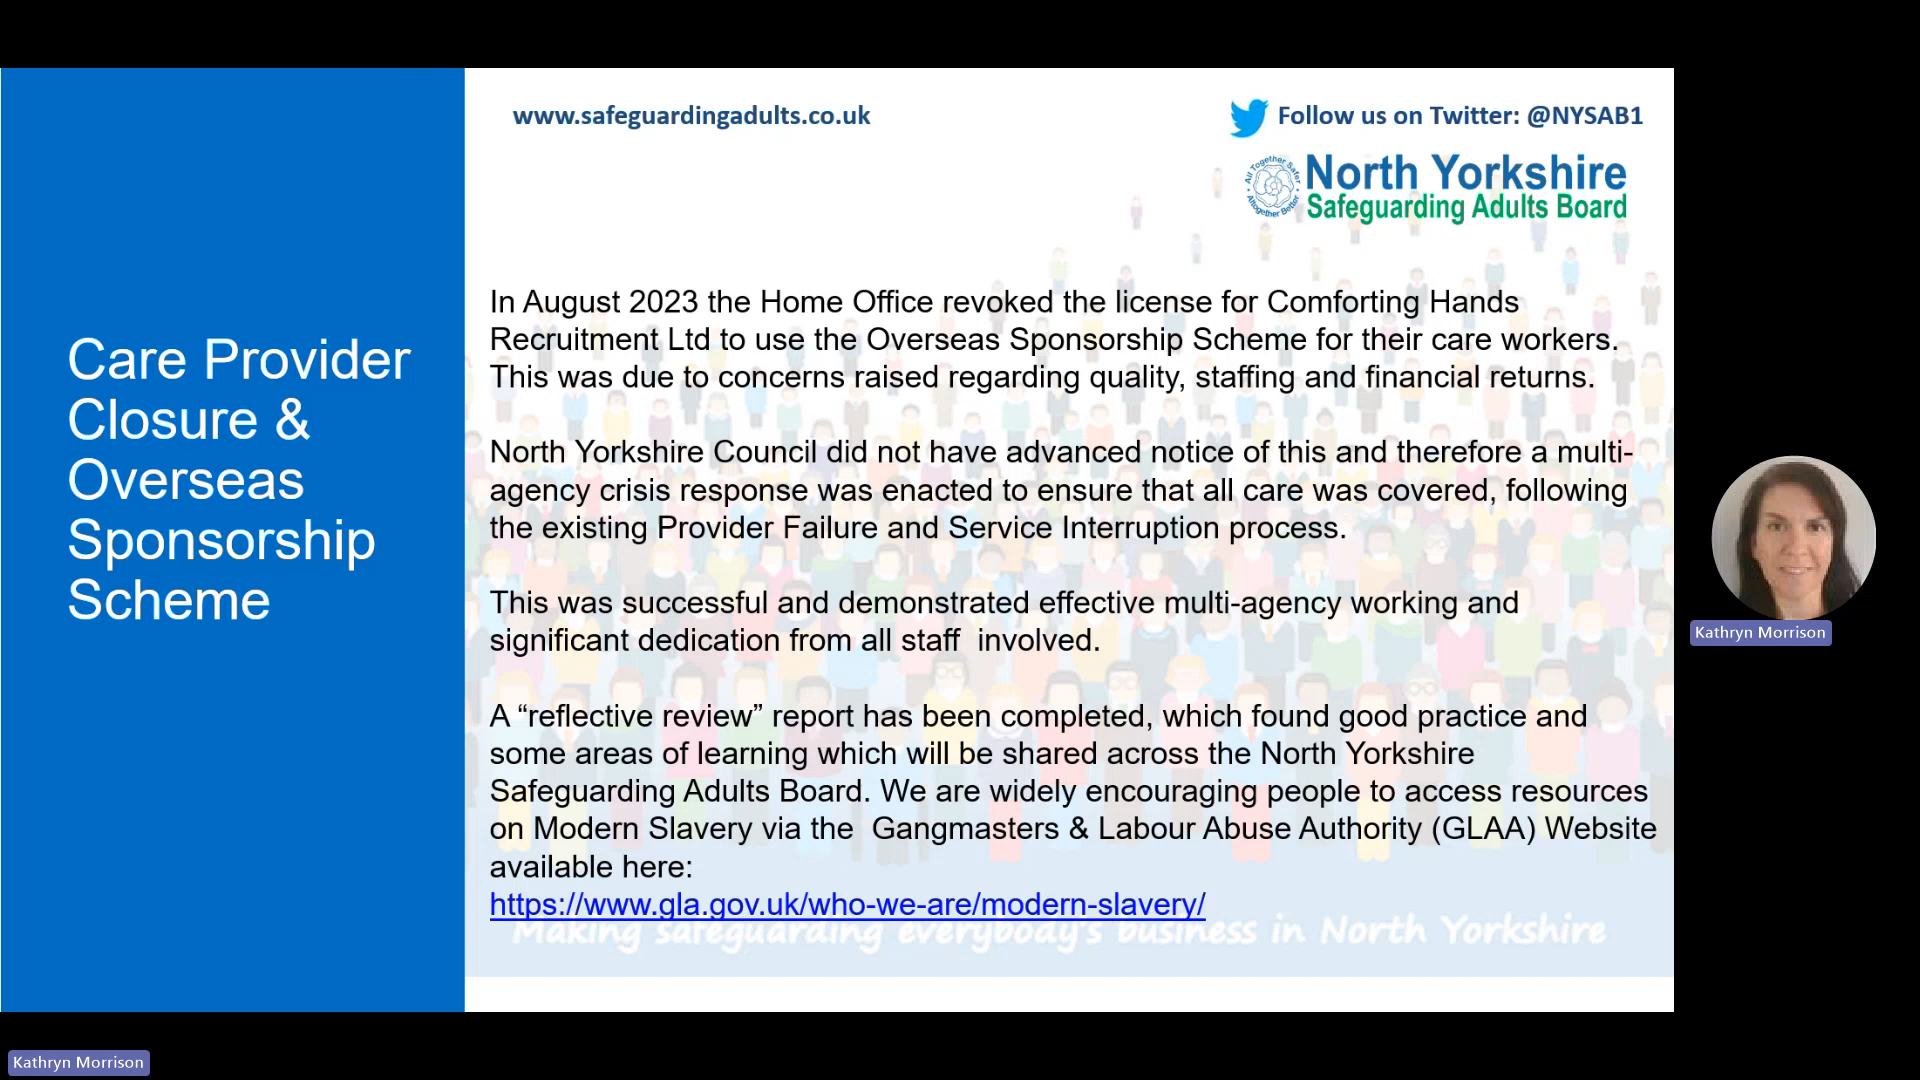 www.safeguardingadults.co.uk
Follow us on Twitter: @NYSAB1
All Together Safer
Altogether Better
North Yorkshire
Safeguarding Adults Board
Care Provider
Closure &
Overseas
Sponsorship
Scheme
In August 2023 the Home Office revoked the license for Comforting Hands
Recruitment Ltd to use the Overseas Sponsorship Scheme for their care workers.
This was due to concerns raised regarding quality, staffing and financial returns.
North Yorkshire Council did not have advanced notice of this and therefore a multi-
agency crisis response was enacted to ensure that all care was covered, following
the existing Provider Failure and Service Interruption process.
This was successful and demonstrated effective multi-agency working and
significant dedication from all staff  involved.
A “reflective review” report has been completed, which found good practice and
some areas of learning which will be shared across the North Yorkshire
Safeguarding Adults Board. We are widely encouraging people to access resources
on Modern Slavery via the  Gangmasters & Labour Abuse Authority (GLAA) Website
available here:
https://www.gla.gov.uk/who-we-are/modern-slavery/
Making safeguarding everybody's business in North Yorkshire
Kathryn Morrison
Kathryn Morrison